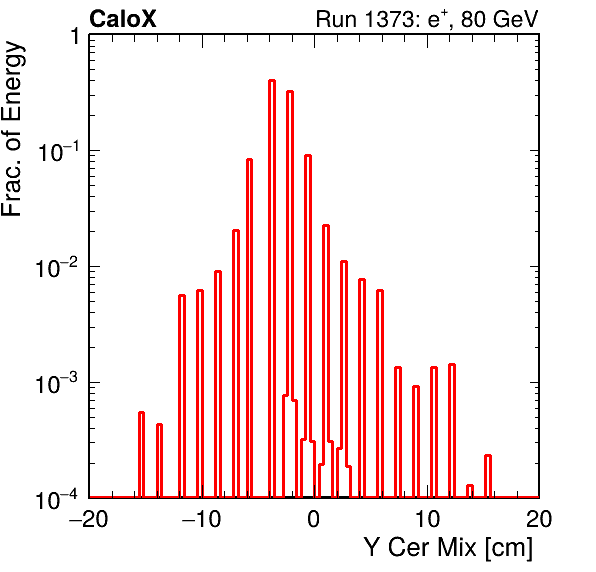 CaloX Run 1373: e⁺, 80 GeV
Frac. of Energy
1
10⁻¹
10⁻²
10⁻³
10⁻⁴
−20 −10 0 10 20
Y Cer Mix [cm]